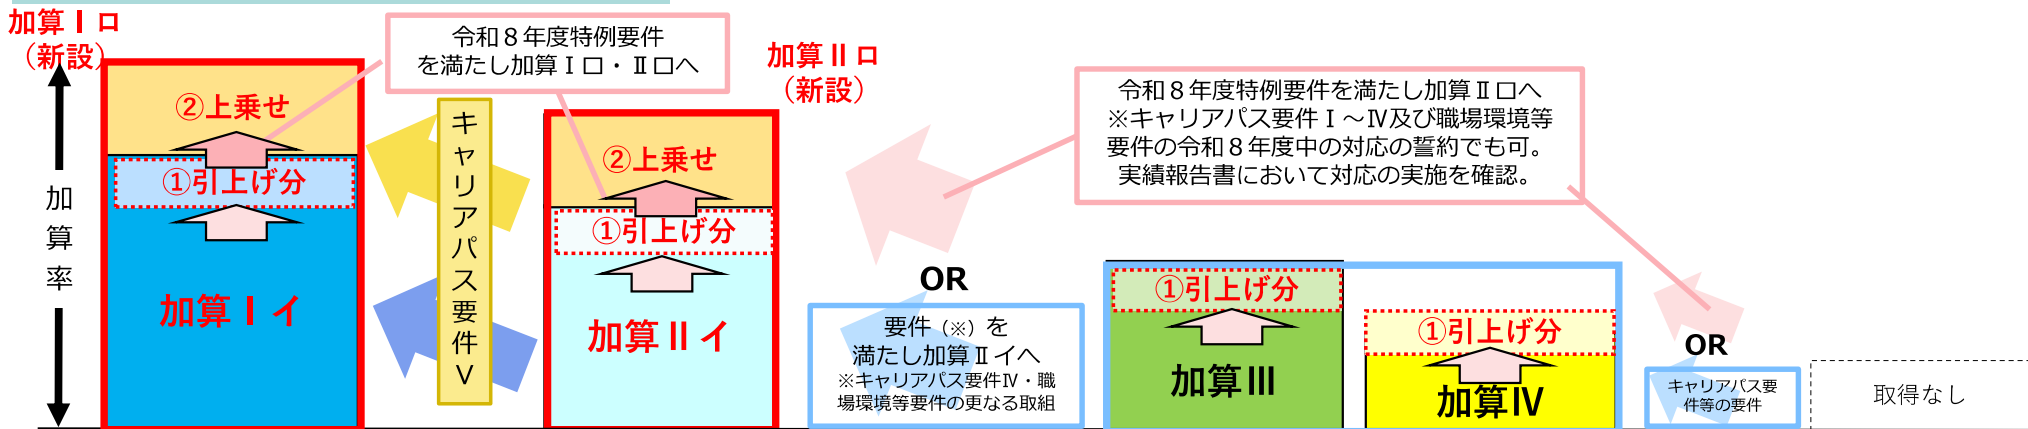 加算Ⅰロ
（新設）
加算率
②上乗せ
①引上げ分
加算Ⅰイ
令和８年度特例要件
を満たし加算Ⅰロ・Ⅱロへ
キャリアパス要件Ⅴ
加算Ⅱロ
（新設）
②上乗せ
①引上げ分
加算Ⅱイ
OR
要件（※）を
満たし加算Ⅱイへ
※キャリアパス要件Ⅳ・職
場環境等要件の更なる取組
令和８年度特例要件を満たし加算Ⅱロへ
※キャリアパス要件Ⅰ～Ⅳ及び職場環境等
要件の令和８年度中の対応の誓約でも可。
実績報告書において対応の実施を確認。
①引上げ分
加算Ⅲ
①引上げ分
加算Ⅳ
OR
キャリアパス要
件等の要件
取得なし